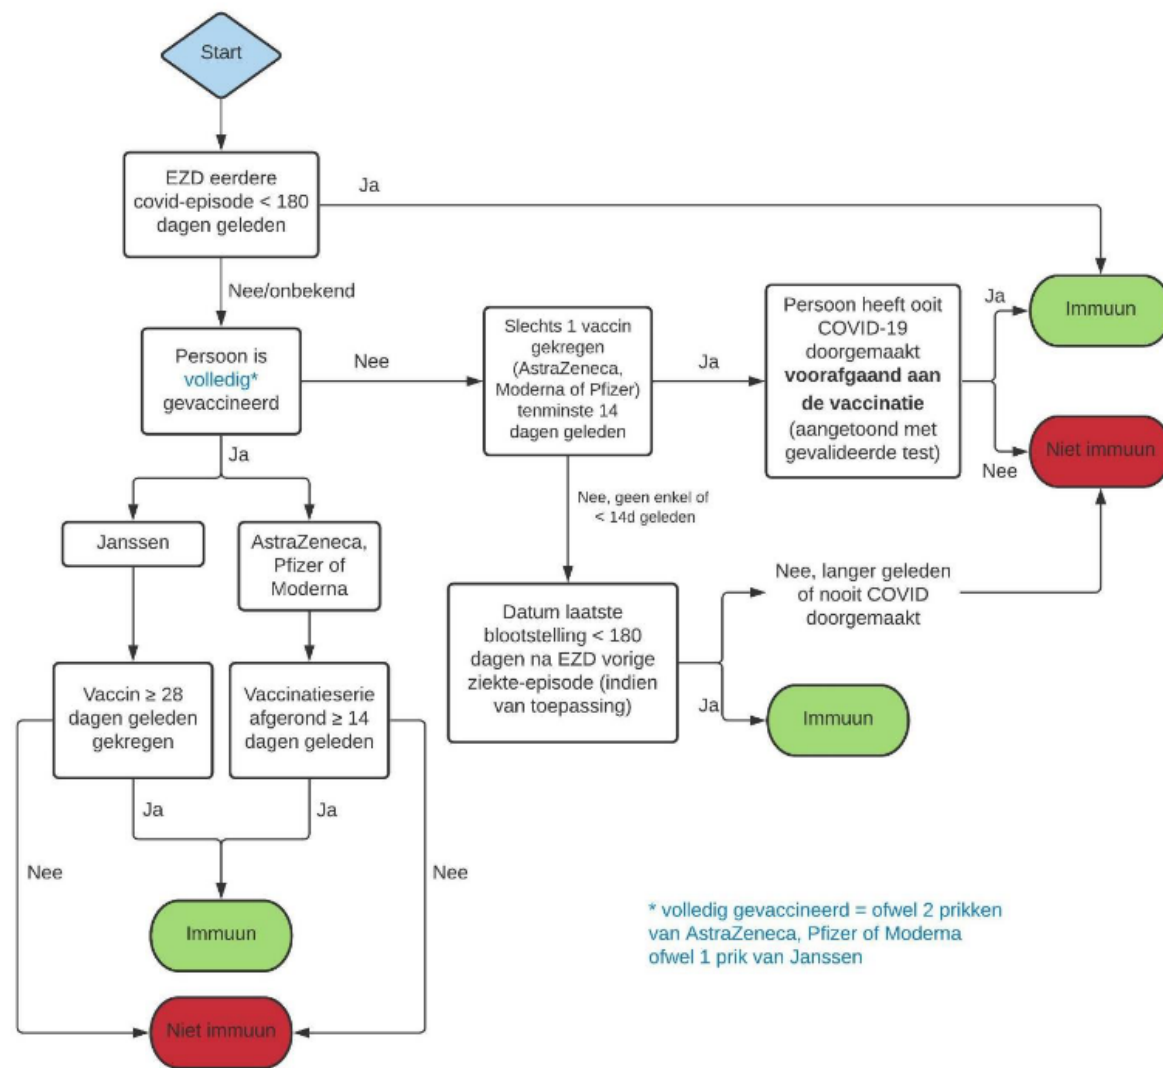 Start
EZD eerdere
covid-episode < 180
dagen geleden
Ja
Nee/onbekend
Persoon is
volledig*
gevaccineerd
Nee
Slechts 1 vaccin
gekregen
(AstraZeneca,
Moderna of Pfizer)
tenminste 14
dagen geleden
Ja
Persoon heeft ooit
COVID-19
doorgemaakt
voorafgaand aan
de vaccinatie
(aangetoond met
gevalideerde test)
Ja
Immuun
Nee
Niet immuun
Ja
Janssen
AstraZeneca,
Pfizer of
Moderna
Nee, geen enkel of
< 14d geleden
Datum laatste
blootstelling < 180
dagen na EZD vorige
ziekte-episode (indien
van toepassing)
Nee, langer geleden
of nooit COVID
doorgemaakt
Ja
Immuun
Vaccin ≥ 28
dagen geleden
gekregen
Vaccinatieserie
afgerond ≥ 14
dagen geleden
Ja
Ja
Nee
Nee
Immuun
Niet immuun
* volledig gevaccineerd = ofwel 2 prikken
van AstraZeneca, Pfizer of Moderna
ofwel 1 prik van Janssen